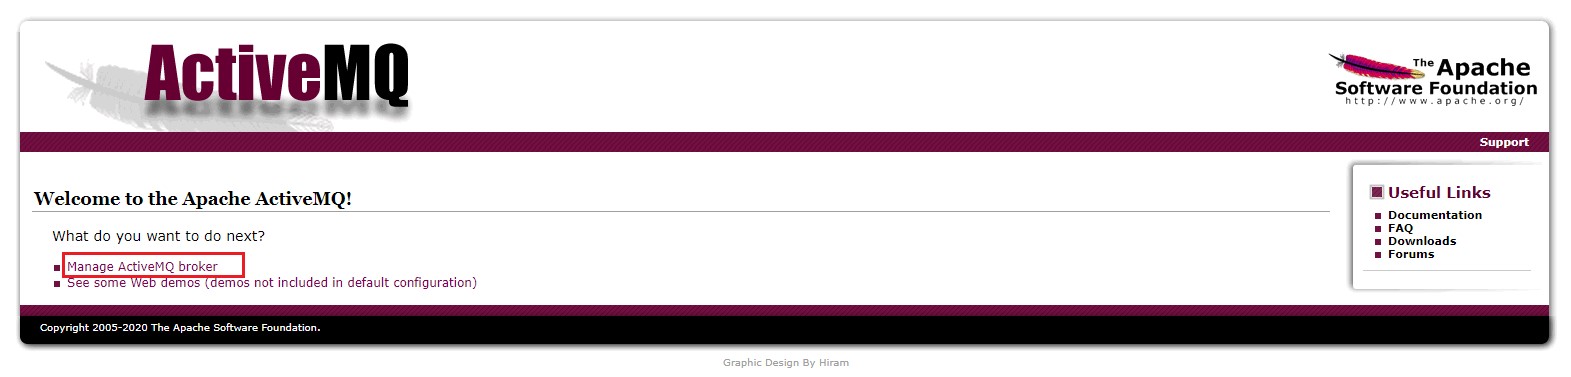 ActiveMQ
The Apache
Software Foundation
http://www.apache.org/
Support
Welcome to the Apache ActiveMQ!
What do you want to do next?
Manage ActiveMQ broker
See some Web demos (demos not included in default configuration)
Useful Links
Documentation
FAQ
Downloads
Forums
Copyright 2005-2020 The Apache Software Foundation.
Graphic Design By Hiram